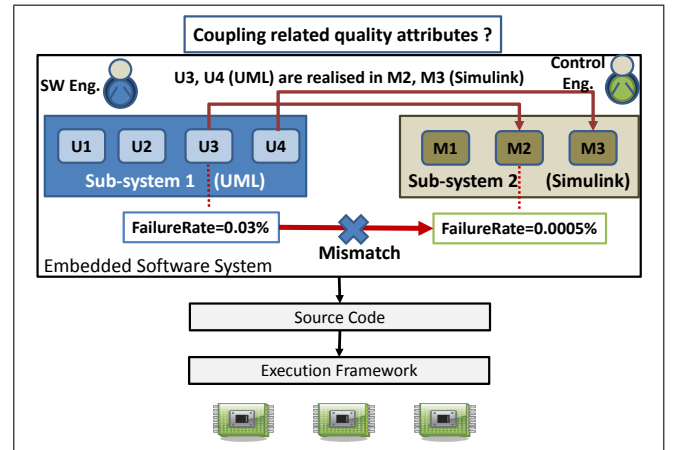 Coupling related quality attributes ?
SW Eng.
U3, U4 (UML) are realised in M2, M3 (Simulink)
Control
Eng.
U1 U2 U3 U4
M1 M2 M3
Sub-system 1 (UML)
Sub-system 2 (Simulink)
FailureRate=0.03%
FailureRate=0.0005%
Mismatch
Embedded Software System
Source Code
Execution Framework